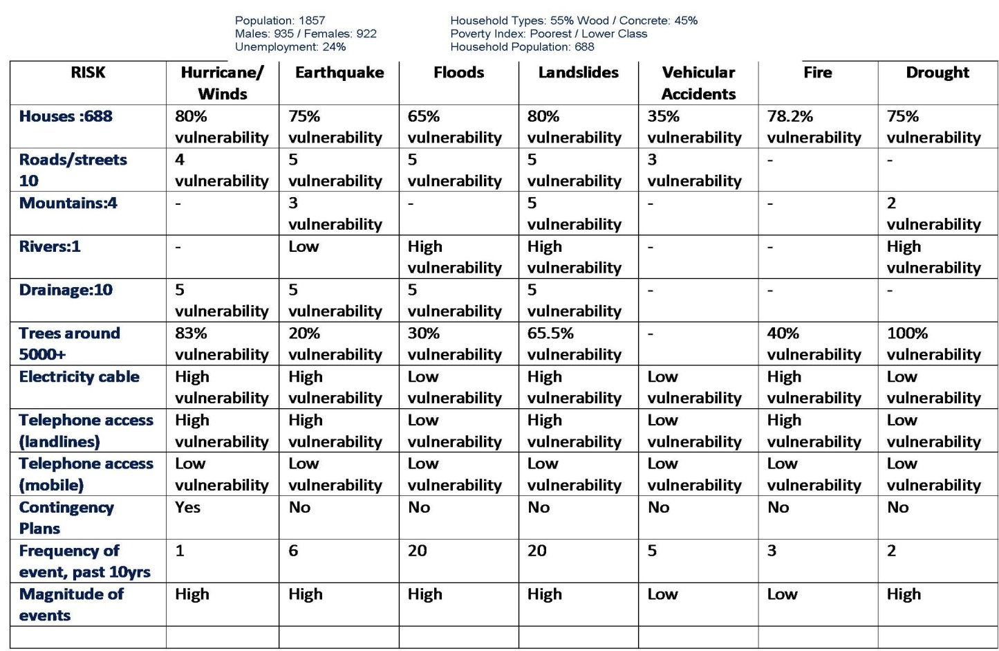 Population: 1857
Males: 935 / Females: 922
Unemployment: 24%
Household Types: 55% Wood / Concrete: 45%
Poverty Index: Poorest / Lower Class
Household Population: 688
RISK Hurricane/ Earthquake Floods Landslides Vehicular Fire Drought
Winds Accidents
Houses :688 80% 75% 65% 80% 35% 78.2% 75%
vulnerability vulnerability vulnerability vulnerability vulnerability vulnerability vulnerability
Roads/streets 4 5 5 5 3 - -
10 vulnerability vulnerability vulnerability vulnerability vulnerability
Mountains:4 - 3 - 5 - - 2
vulnerability vulnerability vulnerability
Rivers:1 - Low High High - - High
vulnerability vulnerability vulnerability
Drainage:10 5 5 5 5 - - -
vulnerability vulnerability vulnerability vulnerability
Trees around 83% 20% 30% 65.5% - 40% 100%
5000+ vulnerability vulnerability vulnerability vulnerability vulnerability vulnerability
Electricity cable High High Low High Low High Low
vulnerability vulnerability vulnerability vulnerability vulnerability vulnerability vulnerability
Telephone access High High Low High Low High Low
(landlines) vulnerability vulnerability vulnerability vulnerability vulnerability vulnerability vulnerability
Telephone access Low Low Low Low Low Low Low
(mobile) vulnerability vulnerability vulnerability vulnerability vulnerability vulnerability vulnerability
Contingency Yes No No No No No No
Plans
Frequency of 1 6 20 20 5 3 2
event, past 10yrs
Magnitude of High High High High Low Low High
events